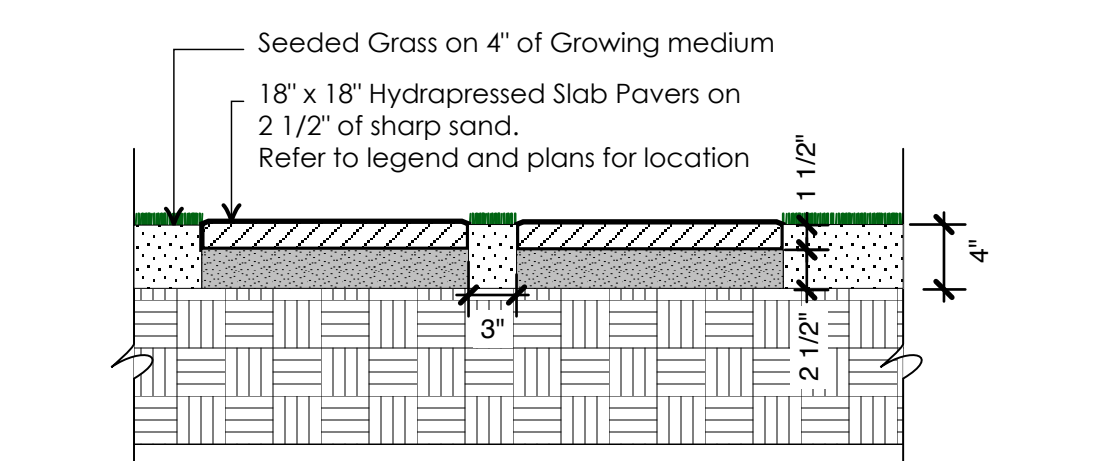 Seeded Grass on 4" of Growing medium
18" x 18" Hydrapressed Slab Pavers on
2 1/2" of sharp sand.
Refer to legend and plans for location
1 1/2"
4"
3"
2 1/2"